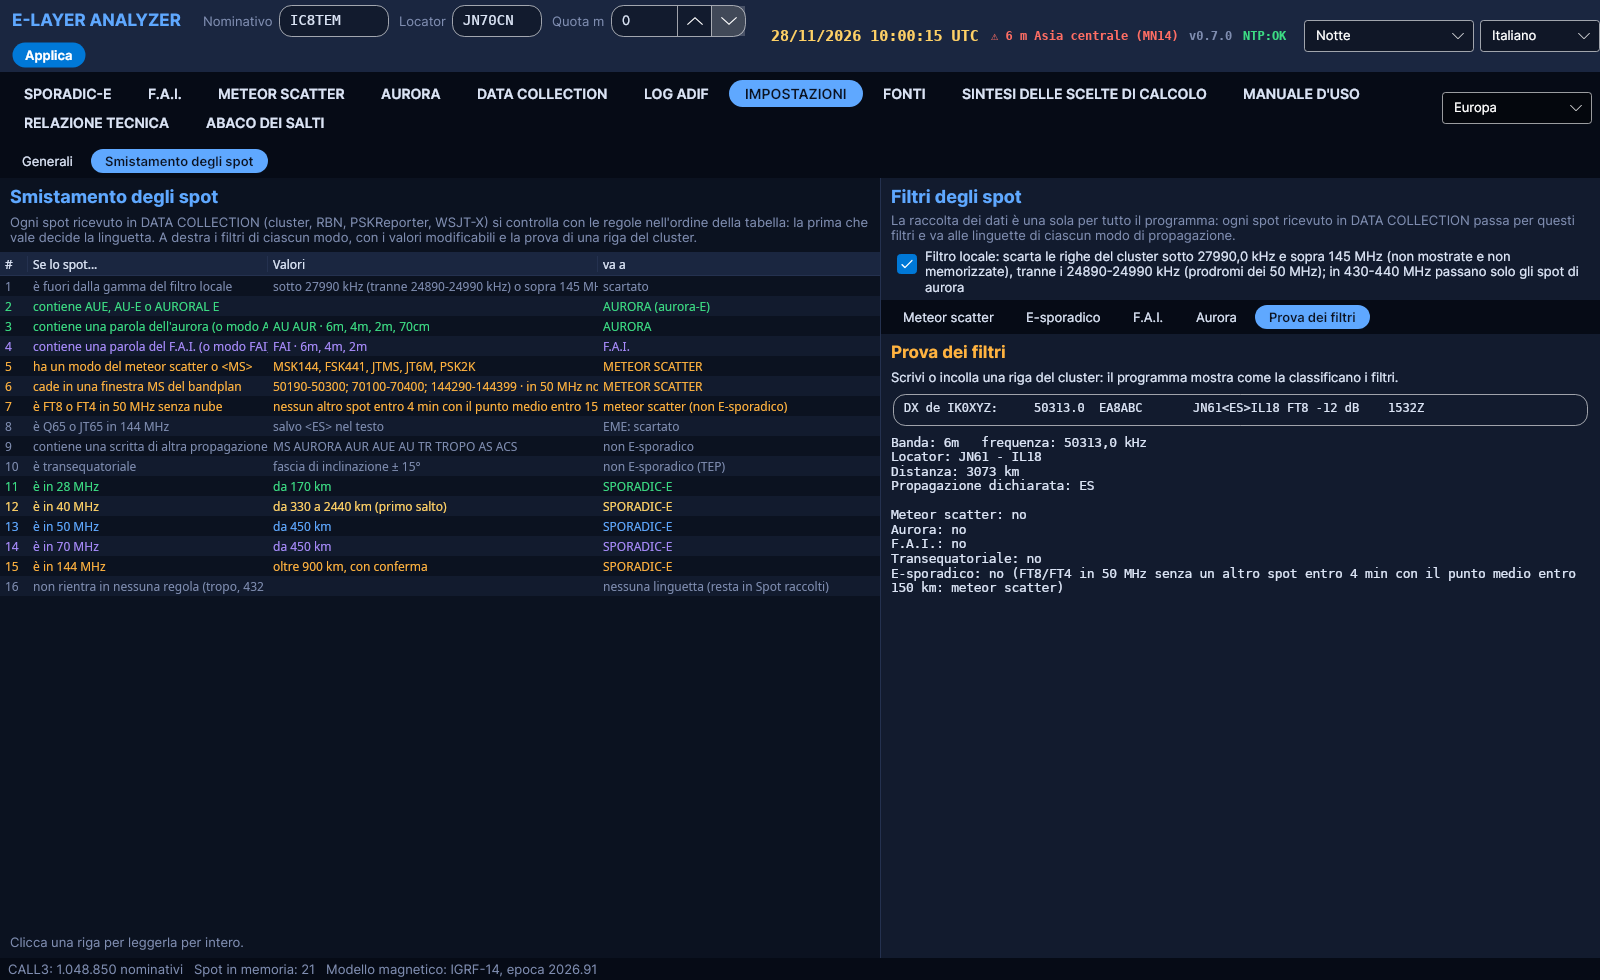 E-LAYER ANALYZER Nominativo IC8TEM Locator JN70CN Quota m 0
28/11/2026 10:00:15 UTC ⚠ 6 m Asia centrale (MN14) v0.7.0 NTP:OK Notte Italiano
Applica
SPORADIC-E F.A.I. METEOR SCATTER AURORA DATA COLLECTION LOG ADIF IMPOSTAZIONI FONTI SINTESI DELLE SCELTE DI CALCOLO MANUALE D'USO
RELAZIONE TECNICA ABACO DEI SALTI
Europa
Generali Smistamento degli spot
Smistamento degli spot
Ogni spot ricevuto in DATA COLLECTION (cluster, RBN, PSKReporter, WSJT-X) si controlla con le regole nell'ordine della tabella: la prima che
vale decide la linguetta. A destra i filtri di ciascun modo, con i valori modificabili e la prova di una riga del cluster.
# Se lo spot... Valori va a
1 è fuori dalla gamma del filtro locale sotto 27990 kHz (tranne 24890-24990 kHz) o sopra 145 MH scartato
2 contiene AUE, AU-E o AURORAL E AURORA (aurora-E)
3 contiene una parola dell'aurora (o modo A AU AUR · 6m, 4m, 2m, 70cm AURORA
4 contiene una parola del F.A.I. (o modo FAI) FAI · 6m, 4m, 2m F.A.I.
5 ha un modo del meteor scatter o <MS> MSK144, FSK441, JTMS, JT6M, PSK2K METEOR SCATTER
6 cade in una finestra MS del bandplan 50190-50300; 70100-70400; 144290-144399 · in 50 MHz nc METEOR SCATTER
7 è FT8 o FT4 in 50 MHz senza nube nessun altro spot entro 4 min con il punto medio entro 15 meteor scatter (non E-sporadico)
8 è Q65 o JT65 in 144 MHz salvo <ES> nel testo EME: scartato
9 contiene una scritta di altra propagazione MS AURORA AUR AUE AU TR TROPO AS ACS non E-sporadico
10 è transequatoriale fascia di inclinazione ± 15° non E-sporadico (TEP)
11 è in 28 MHz da 170 km SPORADIC-E
12 è in 40 MHz da 330 a 2440 km (primo salto) SPORADIC-E
13 è in 50 MHz da 450 km SPORADIC-E
14 è in 70 MHz da 450 km SPORADIC-E
15 è in 144 MHz oltre 900 km, con conferma SPORADIC-E
16 non rientra in nessuna regola (tropo, 432 nessuna linguetta (resta in Spot raccolti)
Clicca una riga per leggerla per intero.
Filtri degli spot
La raccolta dei dati è una sola per tutto il programma: ogni spot ricevuto in DATA COLLECTION passa per questi
filtri e va alle linguette di ciascun modo di propagazione.
Filtro locale: scarta le righe del cluster sotto 27990,0 kHz e sopra 145 MHz (non mostrate e non
memorizzate), tranne i 24890-24990 kHz (prodromi dei 50 MHz); in 430-440 MHz passano solo gli spot di
aurora
Meteor scatter E-sporadico F.A.I. Aurora Prova dei filtri
Prova dei filtri
Scrivi o incolla una riga del cluster: il programma mostra come la classificano i filtri.
DX de IK0XYZ: 50313.0 EA8ABC JN61<ES>IL18 FT8 -12 dB 1532Z
Banda: 6m frequenza: 50313,0 kHz
Locator: JN61 - IL18
Distanza: 3073 km
Propagazione dichiarata: ES
Meteor scatter: no
Aurora: no
F.A.I.: no
Transequatoriale: no
E-sporadico: no (FT8/FT4 in 50 MHz senza un altro spot entro 4 min con il punto medio entro
150 km: meteor scatter)
CALL3: 1.048.850 nominativi Spot in memoria: 21 Modello magnetico: IGRF-14, epoca 2026.91